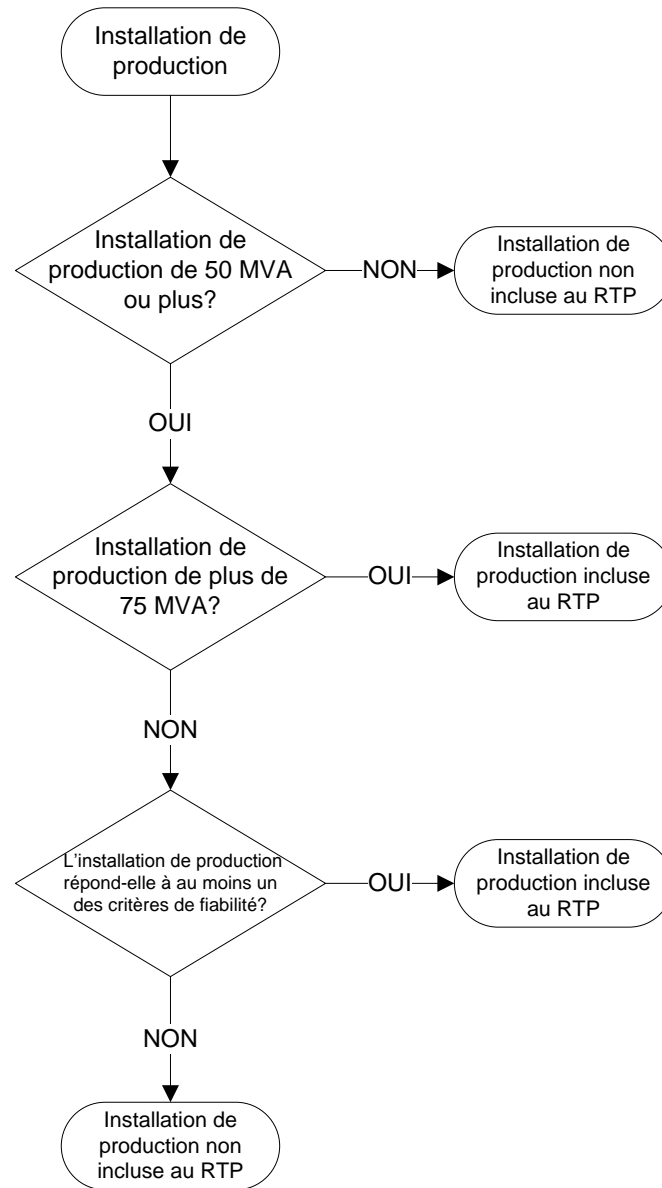 Installation de
production
Installation de
production de 50 MVA
ou plus?
NON
Installation de
production non
incluse au RTP
OUI
Installation de
production de plus de
75 MVA?
OUI
Installation de
production incluse
au RTP
NON
L'installation de production
répond-elle à au moins un
des critères de fiabilité?
OUI
Installation de
production incluse
au RTP
NON
Installation de
production non
incluse au RTP